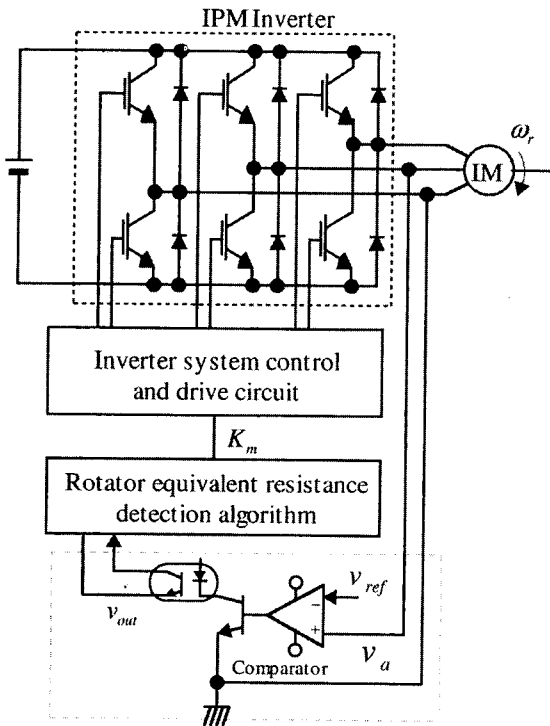 IPM Inverter
ω_r
IM
Inverter system control
and drive circuit
K_m
Rotator equivalent resistance
detection algorithm
v_out
v_ref
−
+
v_a
Comparator